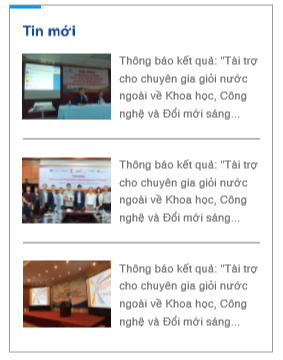 Tin mới
Thông báo kết quả: "Tài trợ
cho chuyên gia giỏi nước
ngoài về Khoa học, Công
nghệ và Đổi mới sáng...
Thông báo kết quả: "Tài trợ
cho chuyên gia giỏi nước
ngoài về Khoa học, Công
nghệ và Đổi mới sáng...
Thông báo kết quả: "Tài trợ
cho chuyên gia giỏi nước
ngoài về Khoa học, Công
nghệ và Đổi mới sáng...